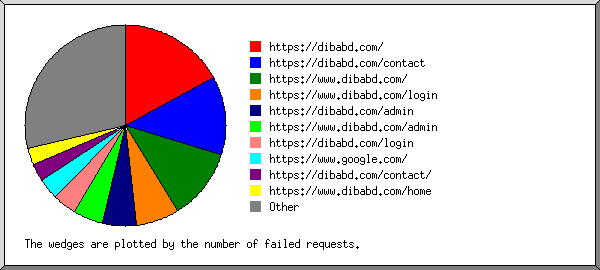 https://dibabd.com/
https://dibabd.com/contact
https://www.dibabd.com/
https://www.dibabd.com/login
https://dibabd.com/admin
https://www.dibabd.com/admin
https://dibabd.com/login
https://www.google.com/
https://dibabd.com/contact/
https://www.dibabd.com/home
Other
The wedges are plotted by the number of failed requests.